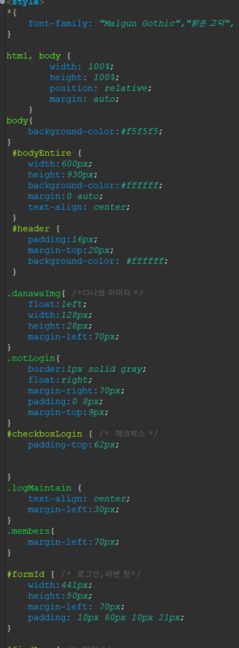 <style>
*{
font-family: "Malgun Gothic","맑은 고딕",
}
html, body {
width: 100%;
height: 100%;
position: relative;
margin: auto;
}
body{
background-color:#f5f5f5;
}
#bodyEntire {
width:600px;
height:930px;
background-color:#ffffff;
margin:0 auto;
text-align: center;
}
#header {
padding:16px;
margin-top:20px;
background-color: #ffffff;
}
.danawaImg{ /*다나와 이미지 */
float:left;
width:128px;
height:28px;
margin-left:70px;
}
.notLogin{
border:1px solid gray;
float:right;
margin-right:70px;
padding:0 8px;
margin-top:9px;
}
#checkboxLogin { /* 체크박스 */
padding-top:62px;
}
.logMaintain {
text-align: center;
margin-left:30px;
}
.members{
margin-left:70px;
}
#formId { /* 로그인,비번 폼*/
width:441px;
height:50px;
margin-left: 70px;
padding: 10px 80px 10px 21px;
}